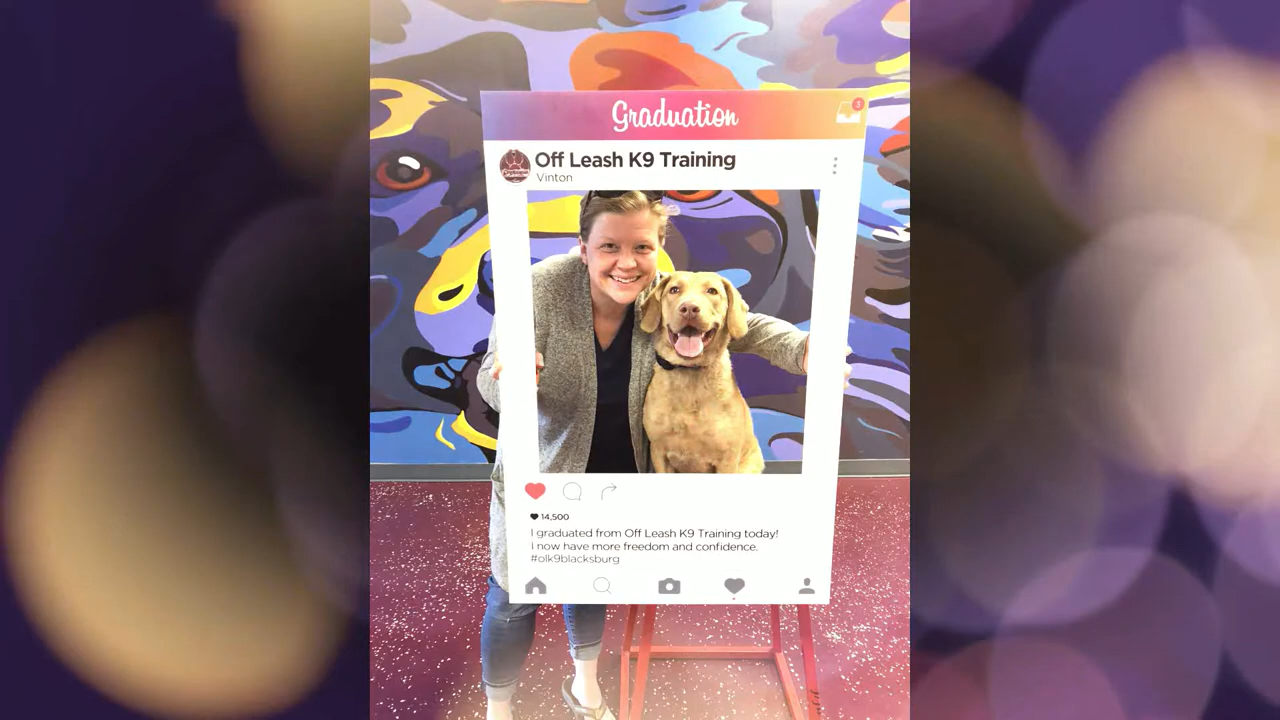 Graduation
5
Off Leash K9 Training
Vinton
14,500
I graduated from Off Leash K9 Training today!
I now have more freedom and confidence.
#olk9blacksburg